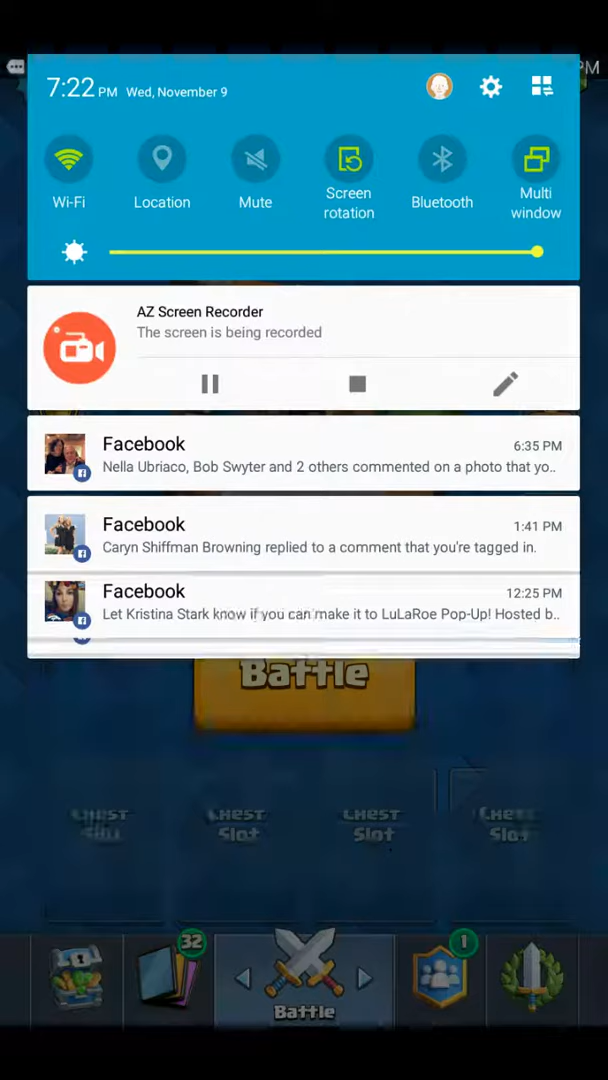 PM
7:22 PM Wed, November 9
Wi-Fi
Location
Mute
Screen rotation
Bluetooth
Multi window
AZ Screen Recorder
The screen is being recorded
Facebook
6:35 PM
Nella Ubriaco, Bob Swyter and 2 others commented on a photo that yo..
Facebook
1:41 PM
Caryn Shiffman Browning replied to a comment that you're tagged in.
Facebook
12:25 PM
Let Kristina Stark know if you can make it to LuLaRoe Pop-Up! Hosted b..
Battle
Chest Slot
Chest Slot
Chest Slot
Chest Slot
32
1
Battle